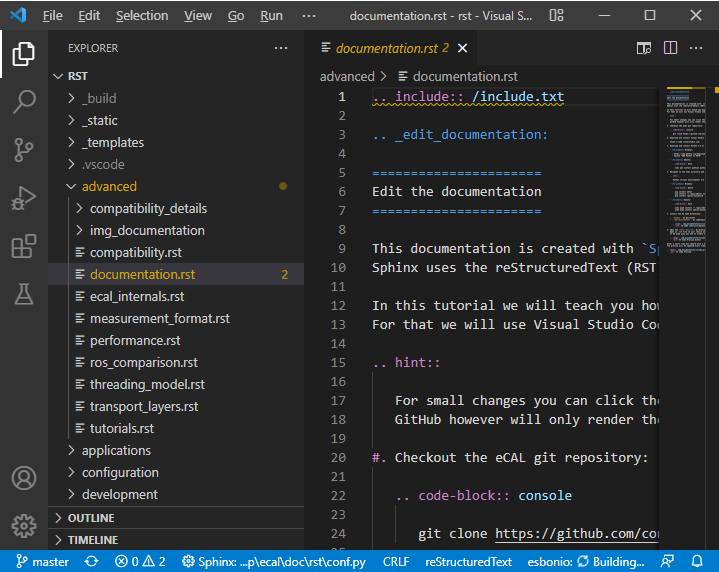 File Edit Selection View Go Run ··· documentation.rst - rst - Visual S...
EXPLORER
RST
_build
_static
_templates
.vscode
advanced
compatibility_details
img_documentation
compatibility.rst
documentation.rst 2
ecal_internals.rst
measurement_format.rst
performance.rst
ros_comparison.rst
threading_model.rst
transport_layers.rst
tutorials.rst
applications
configuration
development
OUTLINE
TIMELINE
documentation.rst 2
advanced > documentation.rst
1 .. include:: /include.txt
2
3 .. _edit_documentation:
4
5 =====================
6 Edit the documentation
7 =====================
8
9 This documentation is created with `Sp
10 Sphinx uses the reStructuredText (RST
11
12 In this tutorial we will teach you how
13 For that we will use Visual Studio Cod
14
15 .. hint::
16
17 For small changes you can click the
18 GitHub however will only render the
19
20 #. Checkout the eCAL git repository:
21
22 .. code-block:: console
23
24 git clone https://github.com/con
master 0 2 Sphinx: ...p\ecal\doc\rst\conf.py CRLF reStructuredText esbonio: Building...